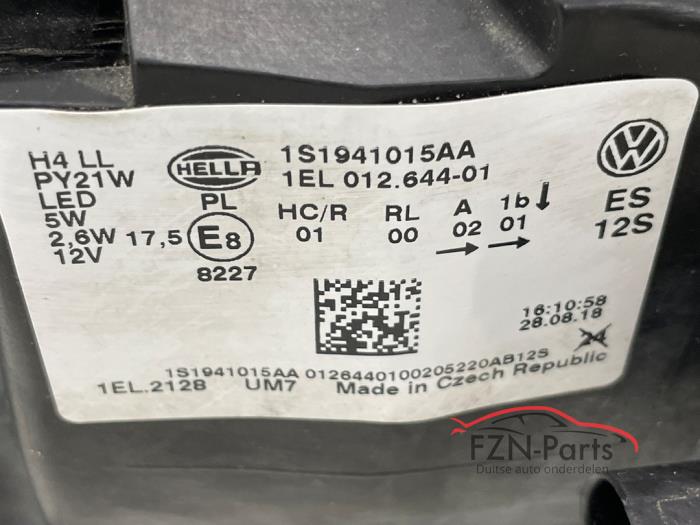 H4 LL
PY21W
LED
5W
2,6W
12V
17,5
HELLA
PL
E8
8227
1S1941015AA
1EL 012.644-01
HC/R RL A 1b
01 00 02 01
VW
ES
12S
16:10:58
28.08.18
24
1S1941015AA 0126440100205220AB12S
1EL.2128 UM7 Made in Czech Republic
FZN-Parts
Duitse auto onderdelen